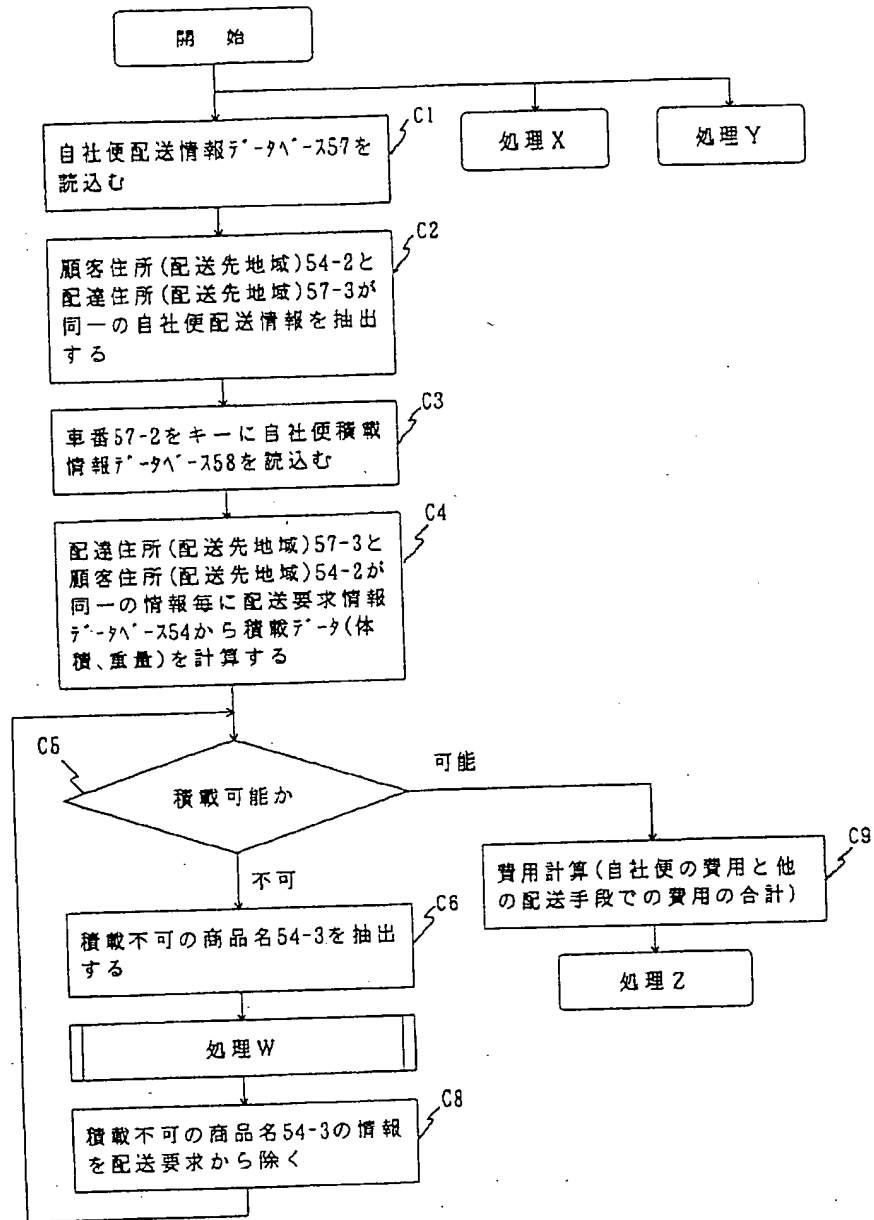 開 始
C1
自社便配送情報データベース57を
読込む
処理X
処理Y
C2
顧客住所(配送先地域)54-2と
配達住所(配送先地域)57-3が
同一の自社便配送情報を抽出
する
C3
車番57-2をキーに自社便積載
情報データベース58を読込む
C4
配達住所(配送先地域)57-3と
顧客住所(配送先地域)54-2が
同一の情報毎に配送要求情報
データベース54から積載データ(体
積、重量)を計算する
C5
積載可能か
可能
不可
C9
費用計算(自社便の費用と他
の配送手段での費用の合計)
処理Z
C6
積載不可の商品名54-3を抽出
する
処理W
C8
積載不可の商品名54-3の情報
を配送要求から除く